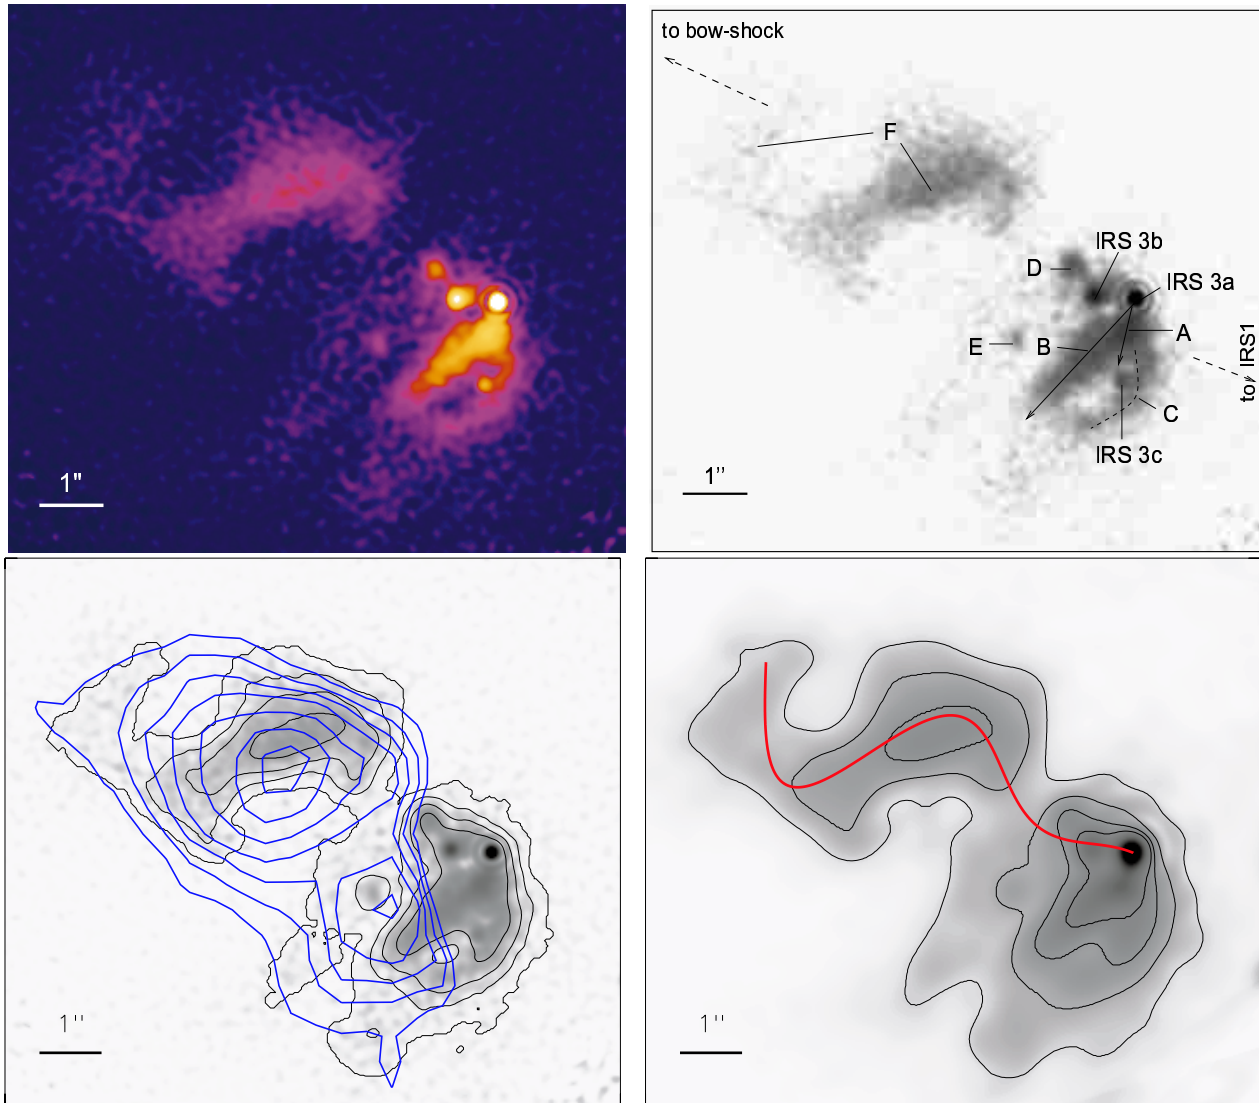 1"
to bow-shock
F
IRS 3b
D
IRS 3a
E
B
A
to IRS1
C
IRS 3c
1''
1''
1''